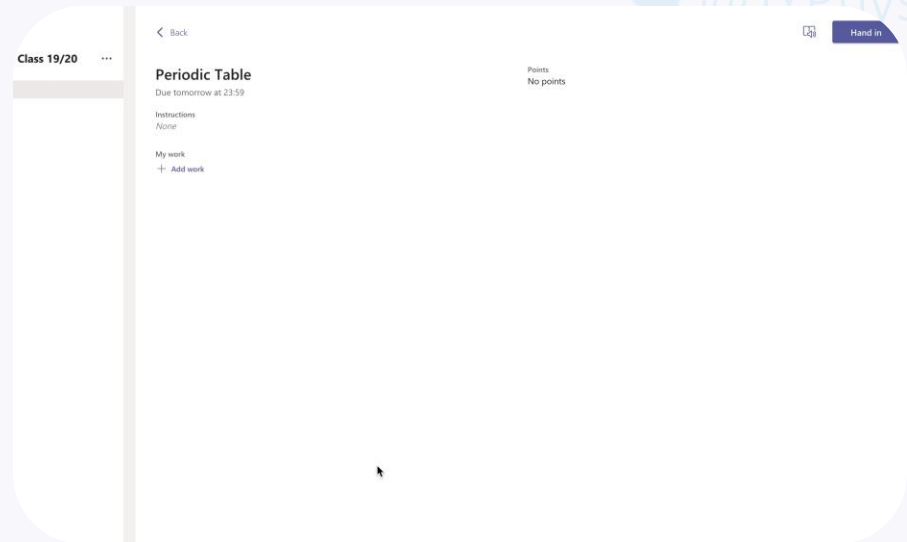 Back
Hand in
Class 19/20 ...
Periodic Table
Due tomorrow at 23:59
Points
No points
Instructions
None
My work
+ Add work